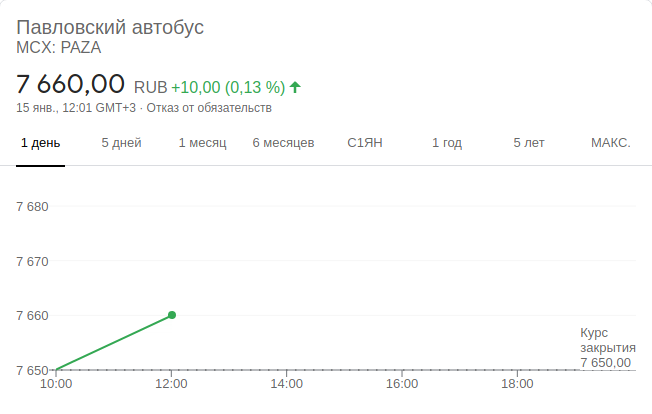 Павловский автобус
MCX: PAZA
7 660,00 RUB +10,00 (0,13 %)
15 янв., 12:01 GMT+3 · Отказ от обязательств
1 день 5 дней 1 месяц 6 месяцев С1ЯН 1 год 5 лет МАКС.
7 680
7 670
7 660
Курс
закрытия
7 650,00
7 650
10:00 12:00 14:00 16:00 18:00